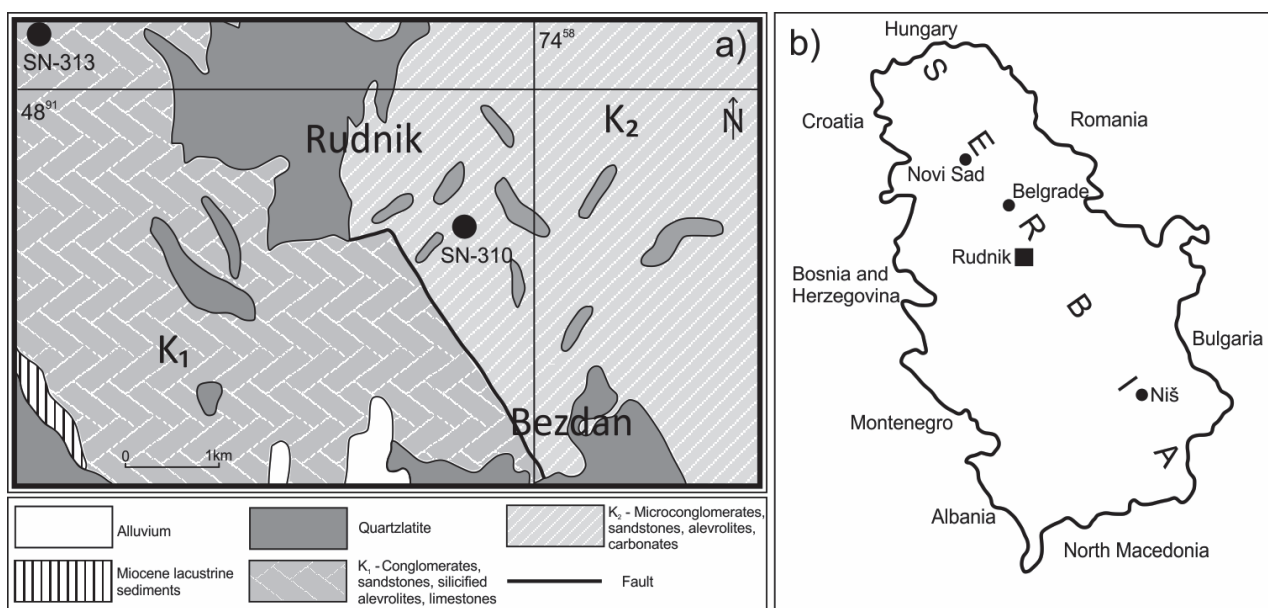 a)
SN-313
74⁵⁸
48⁹¹
N
Rudnik
K₂
SN-310
K₁
Bezdan
0 1km
Alluvium
Quartzlatite
K₂ - Microconglomerates,
sandstones, alevrolites,
carbonates
Miocene lacustrine
sediments
K₁ - Conglomerates,
sandstones, silicified
alevrolites, limestones
Fault
b)
Hungary
Croatia
Romania
SERBIA
Novi Sad
Belgrade
Rudnik
Bosnia and
Herzegovina
Bulgaria
Niš
Montenegro
Albania
North Macedonia